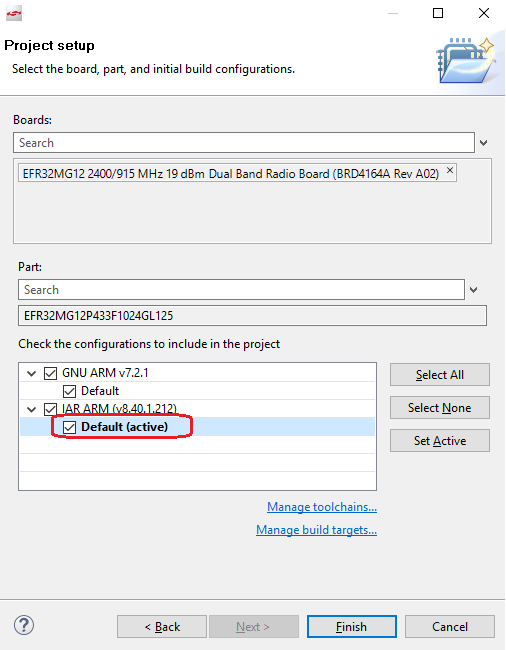 Project setup
Select the board, part, and initial build configurations.
Boards:
Search
EFR32MG12 2400/915 MHz 19 dBm Dual Band Radio Board (BRD4164A Rev A02) ×
Part:
Search
EFR32MG12P433F1024GL125
Check the configurations to include in the project
GNU ARM v7.2.1
Default
IAR ARM (v8.40.1.212)
Default (active)
Select All
Select None
Set Active
Manage toolchains...
Manage build targets...
? < Back Next > Finish Cancel